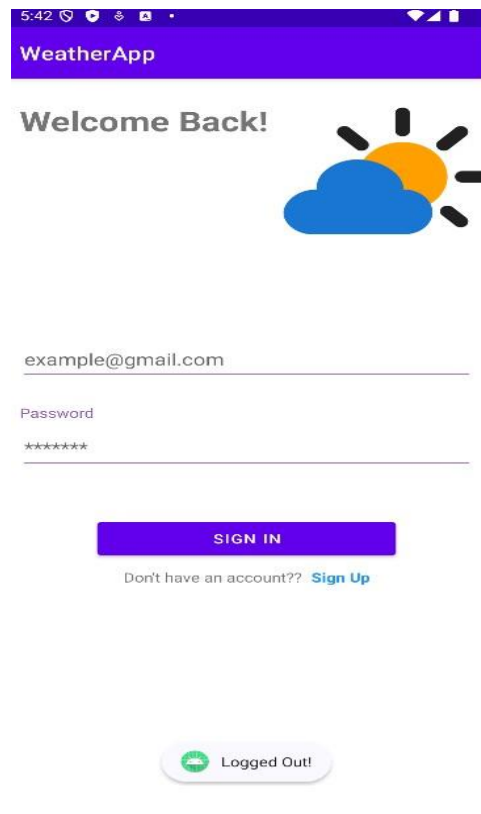 5:42
WeatherApp
Welcome Back!
example@gmail.com
Password
*******
SIGN IN
Don't have an account?? Sign Up
Logged Out!